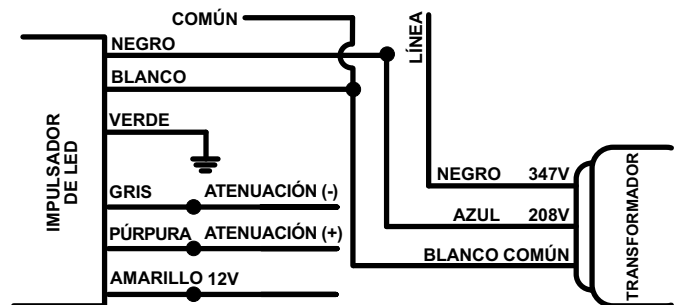 COMÚN
NEGRO
BLANCO
VERDE
IMPULSADOR
DE LED
GRIS ATENUACIÓN (-)
PÚRPURA ATENUACIÓN (+)
AMARILLO 12V
LÍNEA
NEGRO 347V
AZUL 208V
BLANCO COMÚN
TRANSFORMADOR